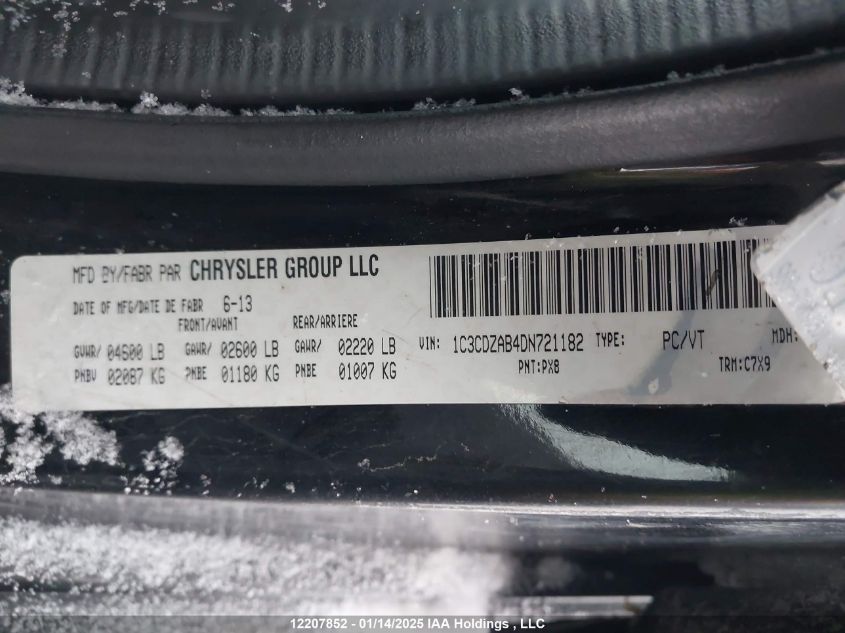 MFD BY/FABR PAR CHRYSLER GROUP LLC
DATE OF MFG/DATE DE FABR 6-13
FRONT/AVANT REAR/ARRIERE
GVWR/ 04600 LB GAWR/ 02600 LB GAWR/ 02220 LB
PNBV 02087 KG PNBE 01180 KG PNBE 01007 KG
VIN: 1C3CDZAB4DN721182 TYPE: PC/VT MDH:
PNT:PX8 TRM:C7X9
12207852 - 01/14/2025 IAA Holdings , LLC